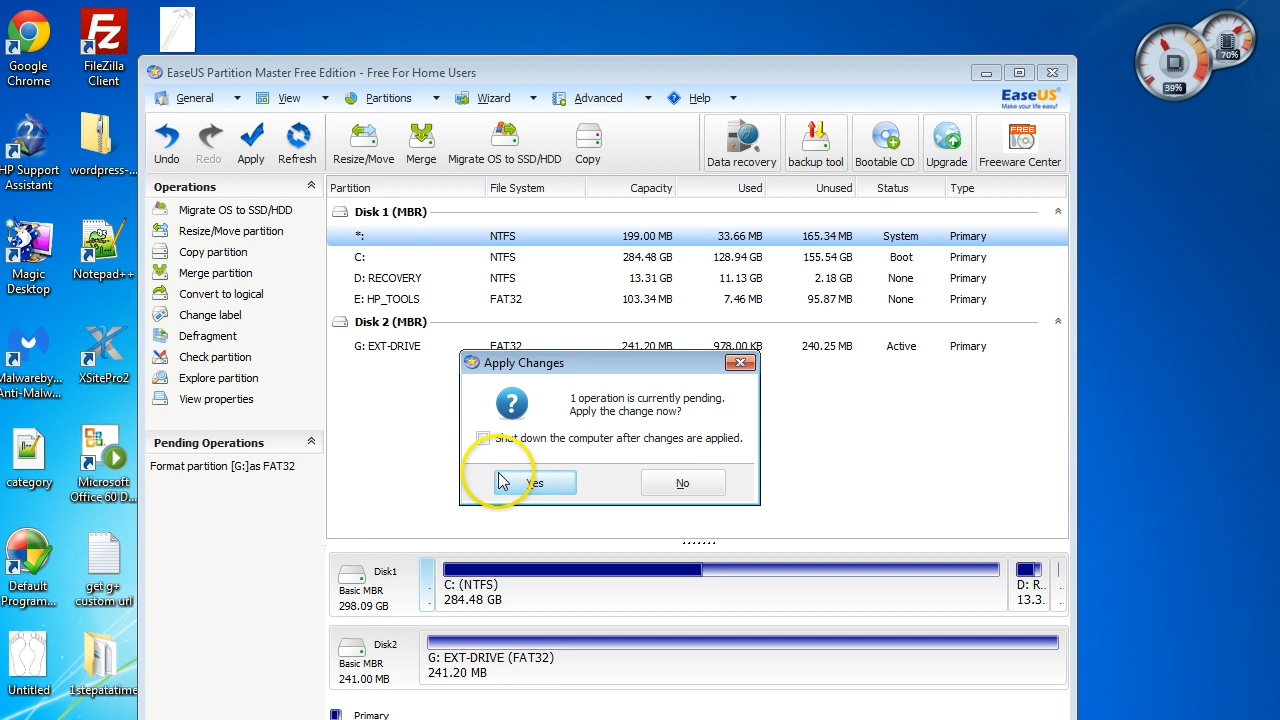 Google
Chrome
FileZilla
Client
HP Support
Assistant
wordpress-...
Magic
Desktop
Notepad++
Malwareby...
Anti-Malw...
XSitePro2
category
Microsoft
Office 60 D...
Default
Program...
get g+
custom url
Untitled
1stepatatime
EaseUS Partition Master Free Edition - Free For Home Users
General
View
Partitions
Wizard
Advanced
Help
EaseUS®
Make your life easy!
Undo
Redo
Apply
Refresh
Resize/Move
Merge
Migrate OS to SSD/HDD
Copy
Data recovery
backup tool
Bootable CD
Upgrade
FREE
Freeware Center
Operations
Migrate OS to SSD/HDD
Resize/Move partition
Copy partition
Merge partition
Convert to logical
Change label
Defragment
Check partition
Explore partition
View properties
Pending Operations
Format partition [G:]as FAT32
Partition File System Capacity Used Unused Status Type
Disk 1 (MBR)
*: NTFS 199.00 MB 33.66 MB 165.34 MB System Primary
C: NTFS 284.48 GB 128.94 GB 155.54 GB Boot Primary
D: RECOVERY NTFS 13.31 GB 11.13 GB 2.18 GB None Primary
E: HP_TOOLS FAT32 103.34 MB 7.46 MB 95.87 MB None Primary
Disk 2 (MBR)
G: EXT-DRIVE FAT32 241.20 MB 978.00 KB 240.25 MB Active Primary
Apply Changes
?
1 operation is currently pending.
Apply the change now?
Shut down the computer after changes are applied.
Yes
No
Disk1
Basic MBR
298.09 GB
C: (NTFS)
284.48 GB
D: R..
13.3..
Disk2
Basic MBR
241.00 MB
G: EXT-DRIVE (FAT32)
241.20 MB
Primary
70%
39%